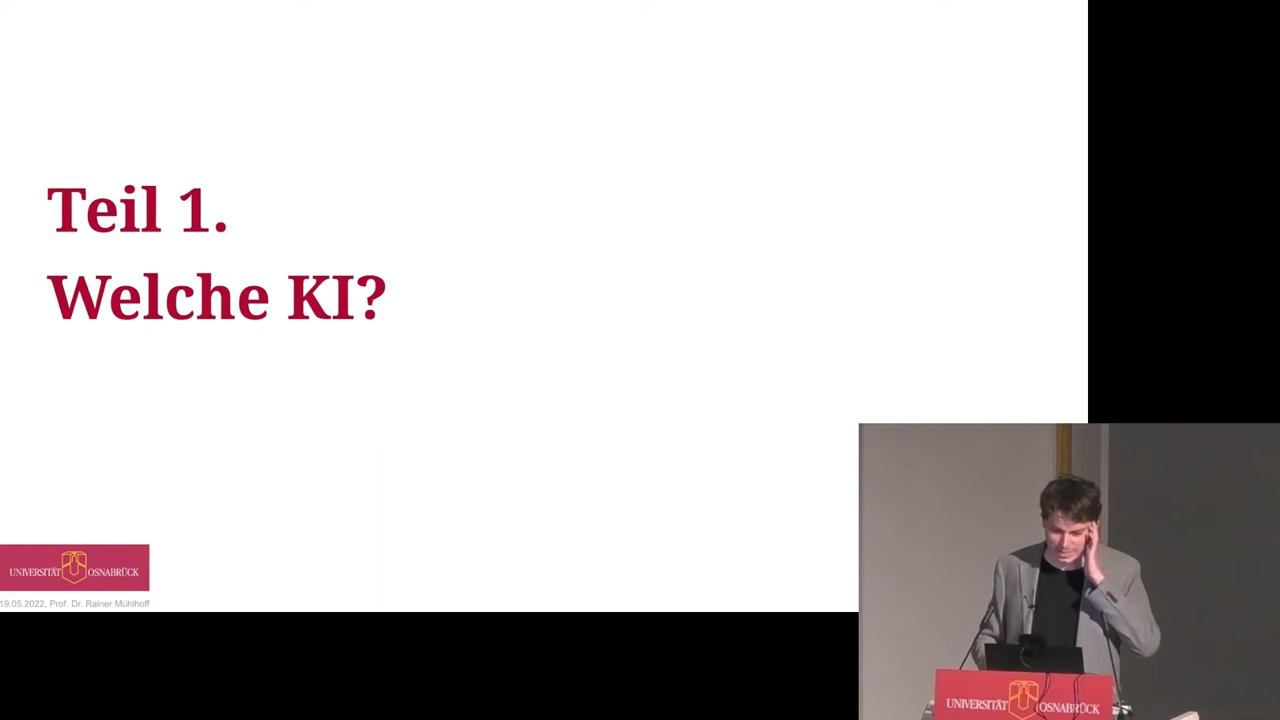 Teil 1.
Welche KI?
UNIVERSITÄT OSNABRÜCK
19.05.2022, Prof. Dr. Rainer Mühlhoff
UNIVERSITÄT OSNABRÜCK